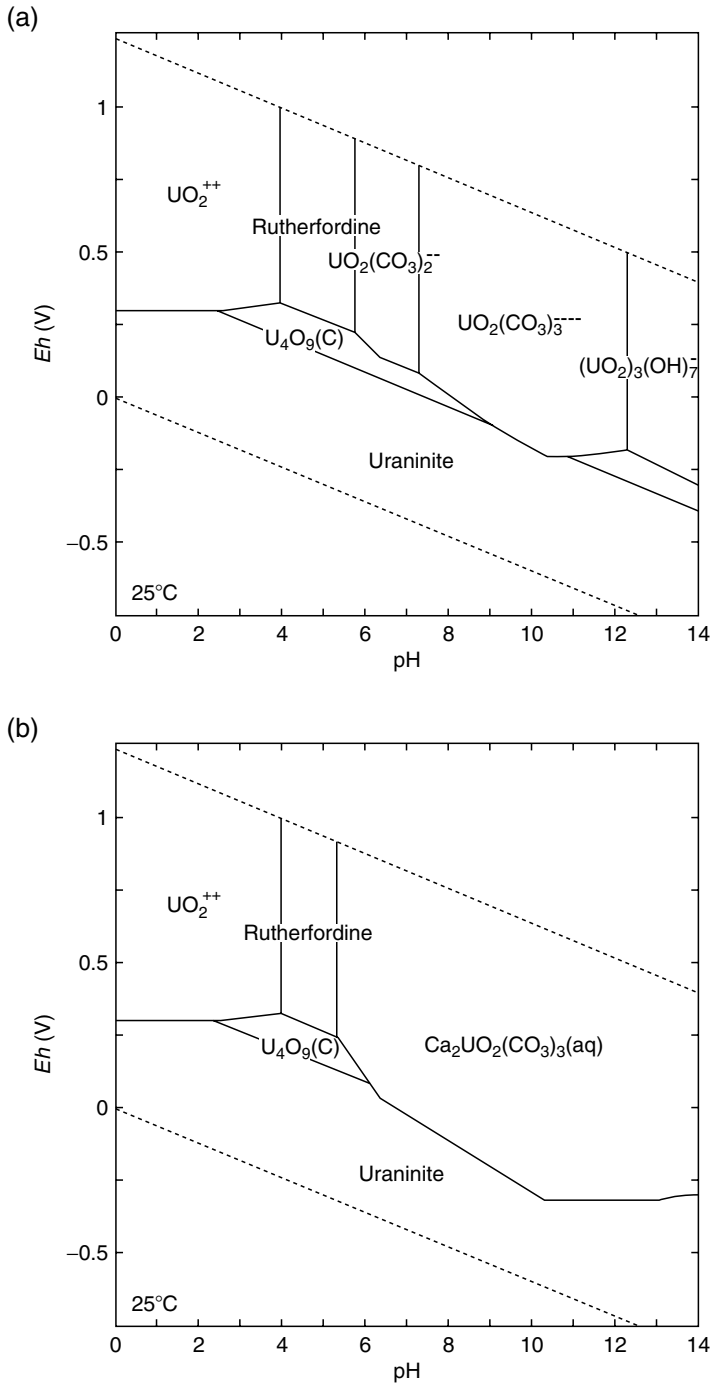 (a)
1
0.5
0
−0.5
Eh (V)
UO₂⁺⁺
Rutherfordine
UO₂(CO₃)₂⁻⁻
UO₂(CO₃)₃⁻⁻⁻⁻
U₄O₉(C)
(UO₂)₃(OH)₇⁻
Uraninite
25°C
0 2 4 6 8 10 12 14
pH
(b)
1
0.5
0
−0.5
Eh (V)
UO₂⁺⁺
Rutherfordine
U₄O₉(C)
Ca₂UO₂(CO₃)₃(aq)
Uraninite
25°C
0 2 4 6 8 10 12 14
pH